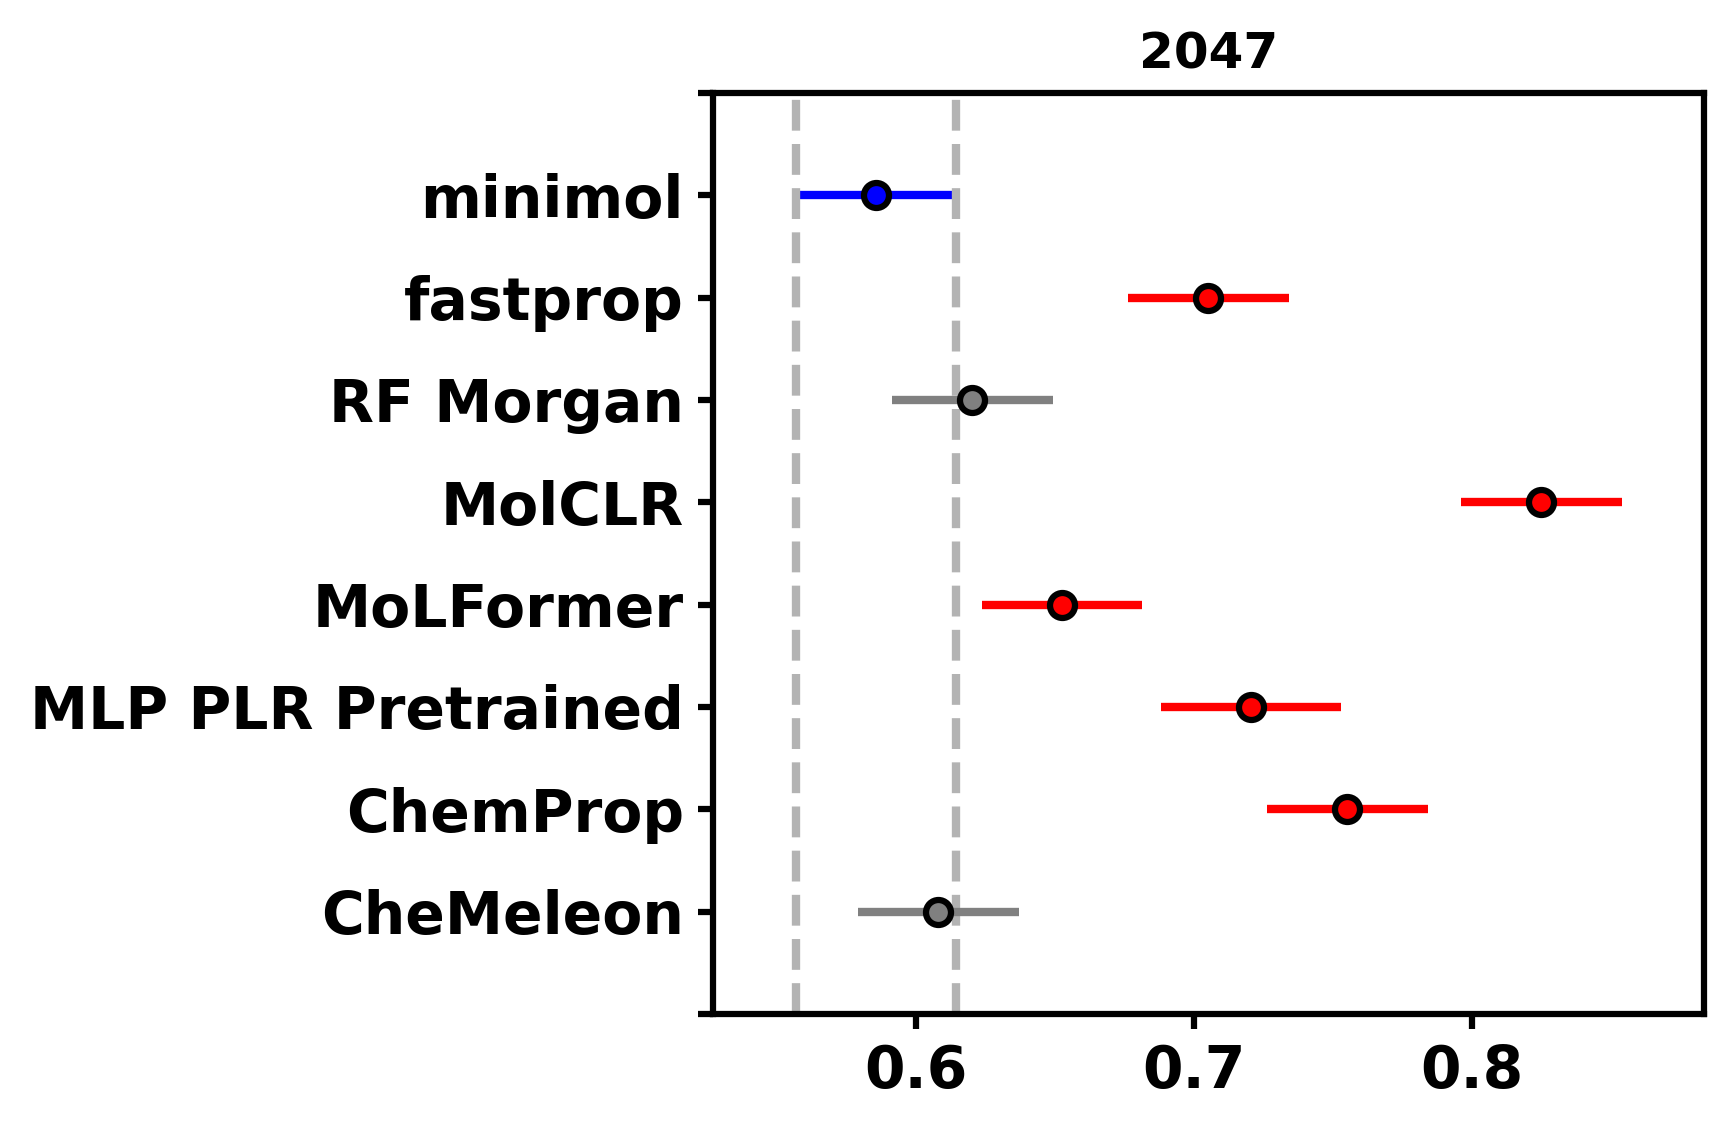 2047
minimol
fastprop
RF Morgan
MolCLR
MoLFormer
MLP PLR Pretrained
ChemProp
CheMeleon
0.6 0.7 0.8